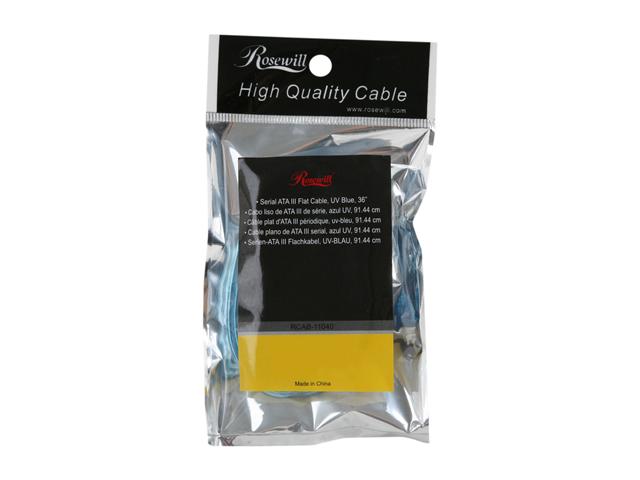 Rosewill
High Quality Cable
www.rosewill.com
Rosewill
• Serial ATA III Flat Cable, UV Blue, 36"
• Cabo liso de ATA III de série, azul UV, 91.44 cm
• Câble plat d'ATA III périodique, uv-bleu, 91.44 cm
• Cable plano de ATA III serial, azul UV, 91.44 cm
• Serien-ATA III Flachkabel, UV-BLAU, 91.44 cm
RCAB-11040
Made in China